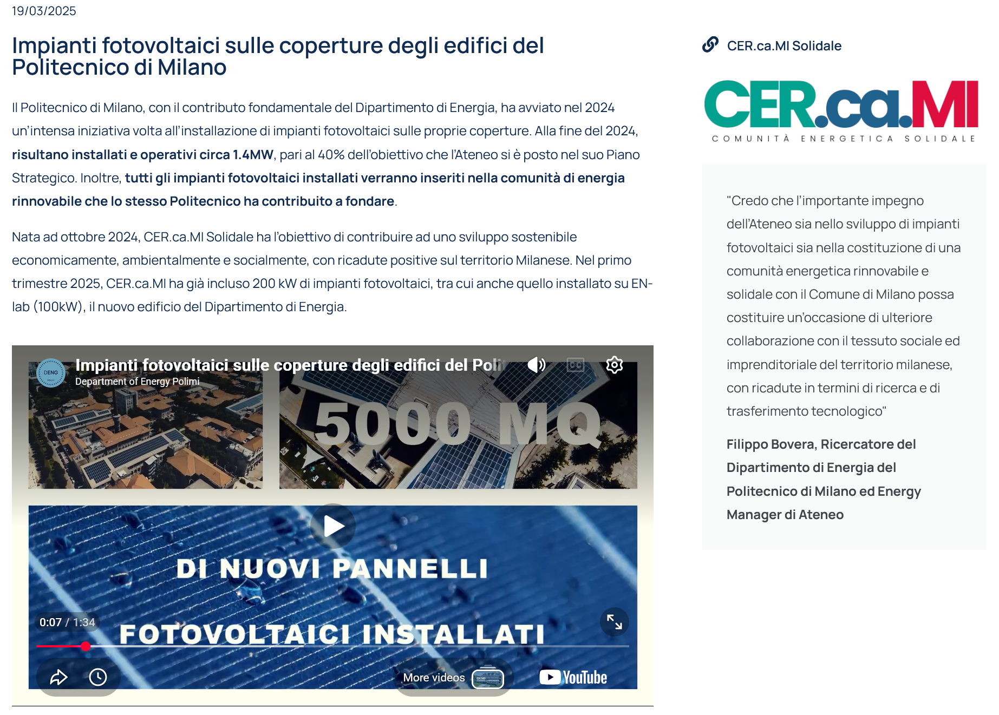 19/03/2025
Impianti fotovoltaici sulle coperture degli edifici del
Politecnico di Milano
Il Politecnico di Milano, con il contributo fondamentale del Dipartimento di Energia, ha avviato nel 2024
un'intensa iniziativa volta all'installazione di impianti fotovoltaici sulle proprie coperture. Alla fine del 2024,
risultano installati e operativi circa 1.4MW, pari al 40% dell'obiettivo che l'Ateneo si è posto nel suo Piano
Strategico. Inoltre, tutti gli impianti fotovoltaici installati verranno inseriti nella comunità di energia
rinnovabile che lo stesso Politecnico ha contribuito a fondare.
Nata ad ottobre 2024, CER.ca.MI Solidale ha l'obiettivo di contribuire ad uno sviluppo sostenibile
economicamente, ambientalmente e socialmente, con ricadute positive sul territorio Milanese. Nel primo
trimestre 2025, CER.ca.MI ha già incluso 200 kW di impianti fotovoltaici, tra cui anche quello installato su EN-
lab (100kW), il nuovo edificio del Dipartimento di Energia.
DENG
Impianti fotovoltaici sulle coperture degli edifici del Polit
Department of Energy Polimi
CC
5000 MQ
DI NUOVI PANNELLI
FOTOVOLTAICI INSTALLATI
0:07 / 1:34
More videos
YouTube
CER.ca.MI Solidale
CER.ca.MI
COMUNITÀ ENERGETICA SOLIDALE
"Credo che l'importante impegno
dell'Ateneo sia nello sviluppo di impianti
fotovoltaici sia nella costituzione di una
comunità energetica rinnovabile e
solidale con il Comune di Milano possa
costituire un'occasione di ulteriore
collaborazione con il tessuto sociale ed
imprenditoriale del territorio milanese,
con ricadute in termini di ricerca e di
trasferimento tecnologico"
Filippo Bovera, Ricercatore del
Dipartimento di Energia del
Politecnico di Milano ed Energy
Manager di Ateneo